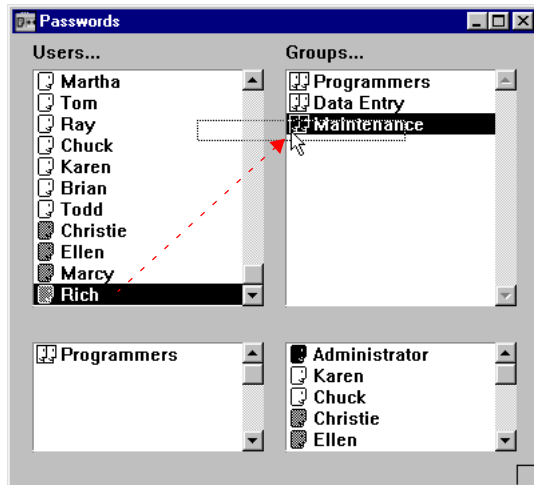 Passwords
Users...
Martha
Tom
Ray
Chuck
Karen
Brian
Todd
Christie
Ellen
Marcy
Rich
Groups...
Programmers
Data Entry
Maintenance
Programmers
Administrator
Karen
Chuck
Christie
Ellen